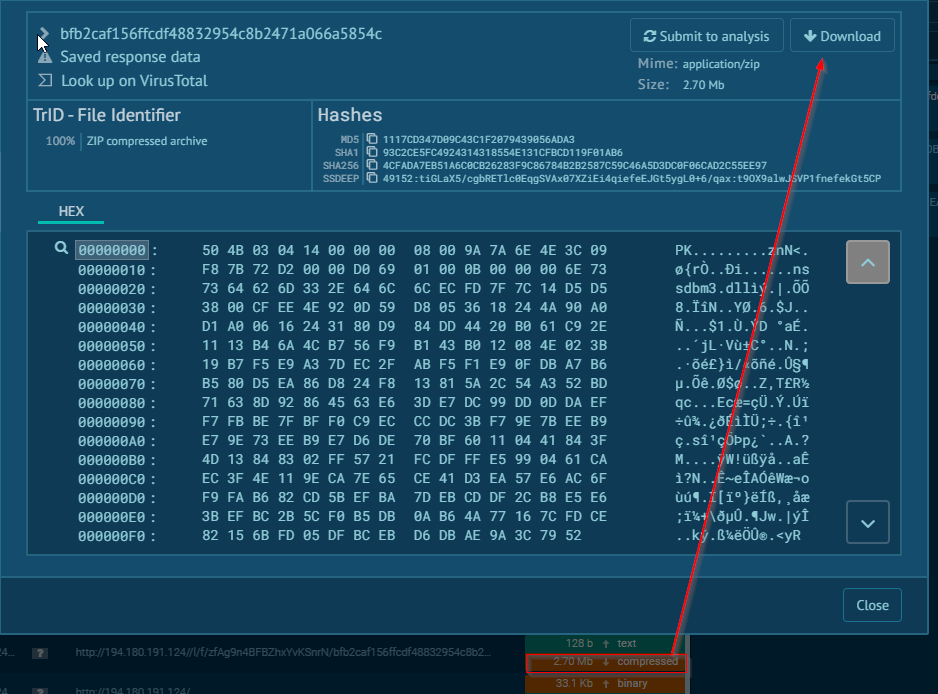 bfb2caf156ffcdf48832954c8b2471a066a5854c
Saved response data
Look up on VirusTotal
Submit to analysis
Download
Mime: application/zip
Size: 2.70 Mb
TrID - File Identifier
100% ZIP compressed archive
Hashes
MD5 1117CD347D09C43C1F2079439056ADA3
SHA1 93C2CE5FC4924314318554E131CFBCD119F01AB6
SHA256 4CFADA7EB51A6C0CB26283F9C86784B2B2587C59C46A5D3DC0F06CAD2C55EE97
SSDEEP 49152:tiGLaX5/cgbRETlc0EqgSVAx07XZiEi4qiefeEJGt5ygL0+6/qax:t9OX9alwJSVP1fnefekGt5CP
HEX
00000000 : 50 4B 03 04 14 00 00 00 08 00 9A 7A 6E 4E 3C 09 PK.........znN<.
00000010 : F8 7B 72 D2 00 00 D0 69 01 00 0B 00 00 00 6E 73 ø{rÒ..Ði......ns
00000020 : 73 64 62 6D 33 2E 64 6C 6C EC FD 7F 7C 14 D5 D5 sdbm3.dllìý.|.ÕÕ
00000030 : 38 00 CF EE 4E 92 0D 59 D8 05 36 18 24 4A 90 A0 8.ÏîN..YØ.6.$J..
00000040 : D1 A0 06 16 24 31 80 D9 84 DD 44 20 B0 61 C9 2E Ñ...$1.Ù.ÝD °aÉ.
00000050 : 11 13 B4 6A 4C B7 56 F9 B1 43 B0 12 08 4E 02 3B ..´jL·Vù±C°..N.;
00000060 : 19 B7 F5 E9 A3 7D EC 2F AB F5 F1 E9 0F DB A7 B6 .·õé£}ì/«õñé.Û§¶
00000070 : B5 80 D5 EA 86 D8 24 F8 13 81 5A 2C 54 A3 52 BD µ.Õê.Ø$ø..Z,T£R½
00000080 : 71 63 8D 92 86 45 63 E6 3D E7 DC 99 DD 0D DA EF qc...Ecæ=çÜ.Ý.Úï
00000090 : F7 FB BE 7F BF F0 C9 EC CC DC 3B F7 9E 7B EE B9 ÷û¾.¿ðÉìÌÜ;÷.{î¹
000000A0 : E7 9E 73 EE B9 E7 D6 DE 70 BF 60 11 04 41 84 3F ç.sî¹çÖÞp¿`..A.?
000000B0 : 4D 13 84 83 02 FF 57 21 FC DF FF E5 99 04 61 CA M....ÿW!üßÿå..aÊ
000000C0 : EC 3F 4E 11 9E CA 7E 65 CE 41 D3 EA 57 E6 AC 6F ì?N..Ê~eÎAÓêWæ¬o
000000D0 : F9 FA B6 82 CD 5B EF BA 7D EB CD DF 2C B8 E5 E6 ùú¶.Í[ïº}ëÍß,¸åæ
000000E0 : 3B EF BC 2B 5C F0 B5 DB 0A B6 4A 77 16 7C FD CE ;ï¼+\ðµÛ.¶Jw.|ýÎ
000000F0 : 82 15 6B FD 05 DF BC EB D6 DB AE 9A 3C 79 52 ..ký.ß¼ëÖÛ®.<yR
Close
128 b text
24... ? http://194.180.191.124//l/f/zfAg9n4BFBZhxYvKSnrN/bfb2caf156ffcdf48832954c8b2... 2.70 Mb compressed
24... ? http://194.180.191.124/ 33.1 Kb binary